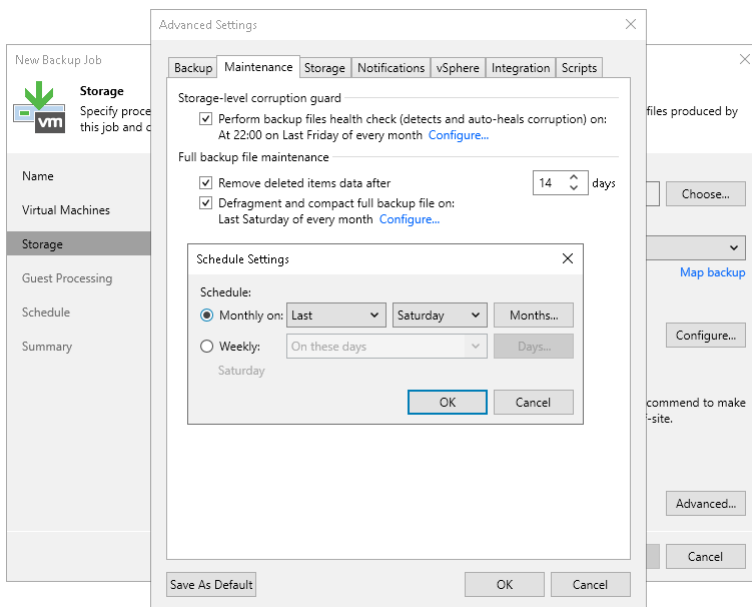 Advanced Settings
New Backup Job
Storage
Specify proce
this job and c
files produced by
vm
Name
Virtual Machines
Storage
Guest Processing
Schedule
Summary
Backup Maintenance Storage Notifications vSphere Integration Scripts
Storage-level corruption guard
Perform backup files health check (detects and auto-heals corruption) on:
At 22:00 on Last Friday of every month Configure...
Full backup file maintenance
Remove deleted items data after 14 days
Defragment and compact full backup file on:
Last Saturday of every month Configure...
Schedule Settings
Schedule:
Monthly on: Last Saturday Months...
Weekly: On these days Days...
Saturday
OK Cancel
Choose...
Map backup
Configure...
commend to make
f-site.
Advanced...
Cancel
Save As Default OK Cancel